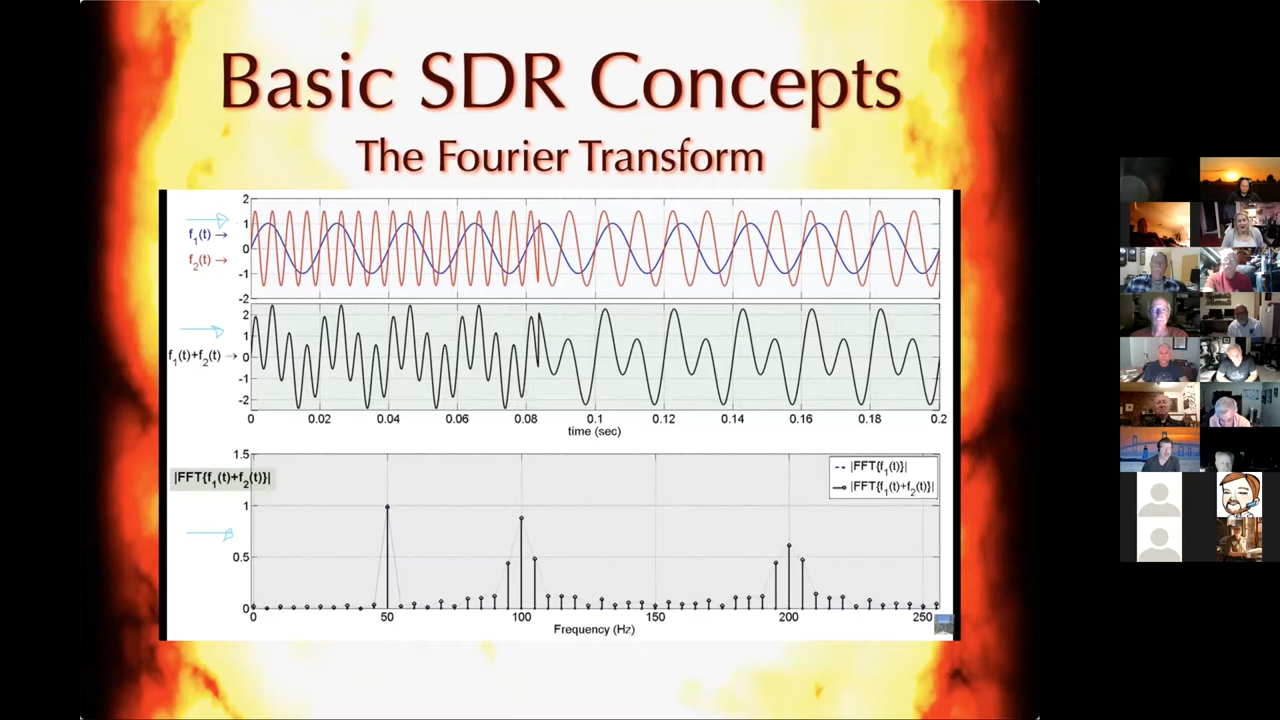 Basic SDR Concepts
The Fourier Transform
2
1
0
-1
-2
f1(t) →
f2(t) →
2
1
0
-1
-2
f1(t)+f2(t) →
0 0.02 0.04 0.06 0.08 0.1 0.12 0.14 0.16 0.18 0.2
time (sec)
1.5
1
0.5
0
|FFT{f1(t)+f2(t)}|
|FFT{f1(t)}|
|FFT{f1(t)+f2(t)}|
0 50 100 150 200 250
Frequency (Hz)